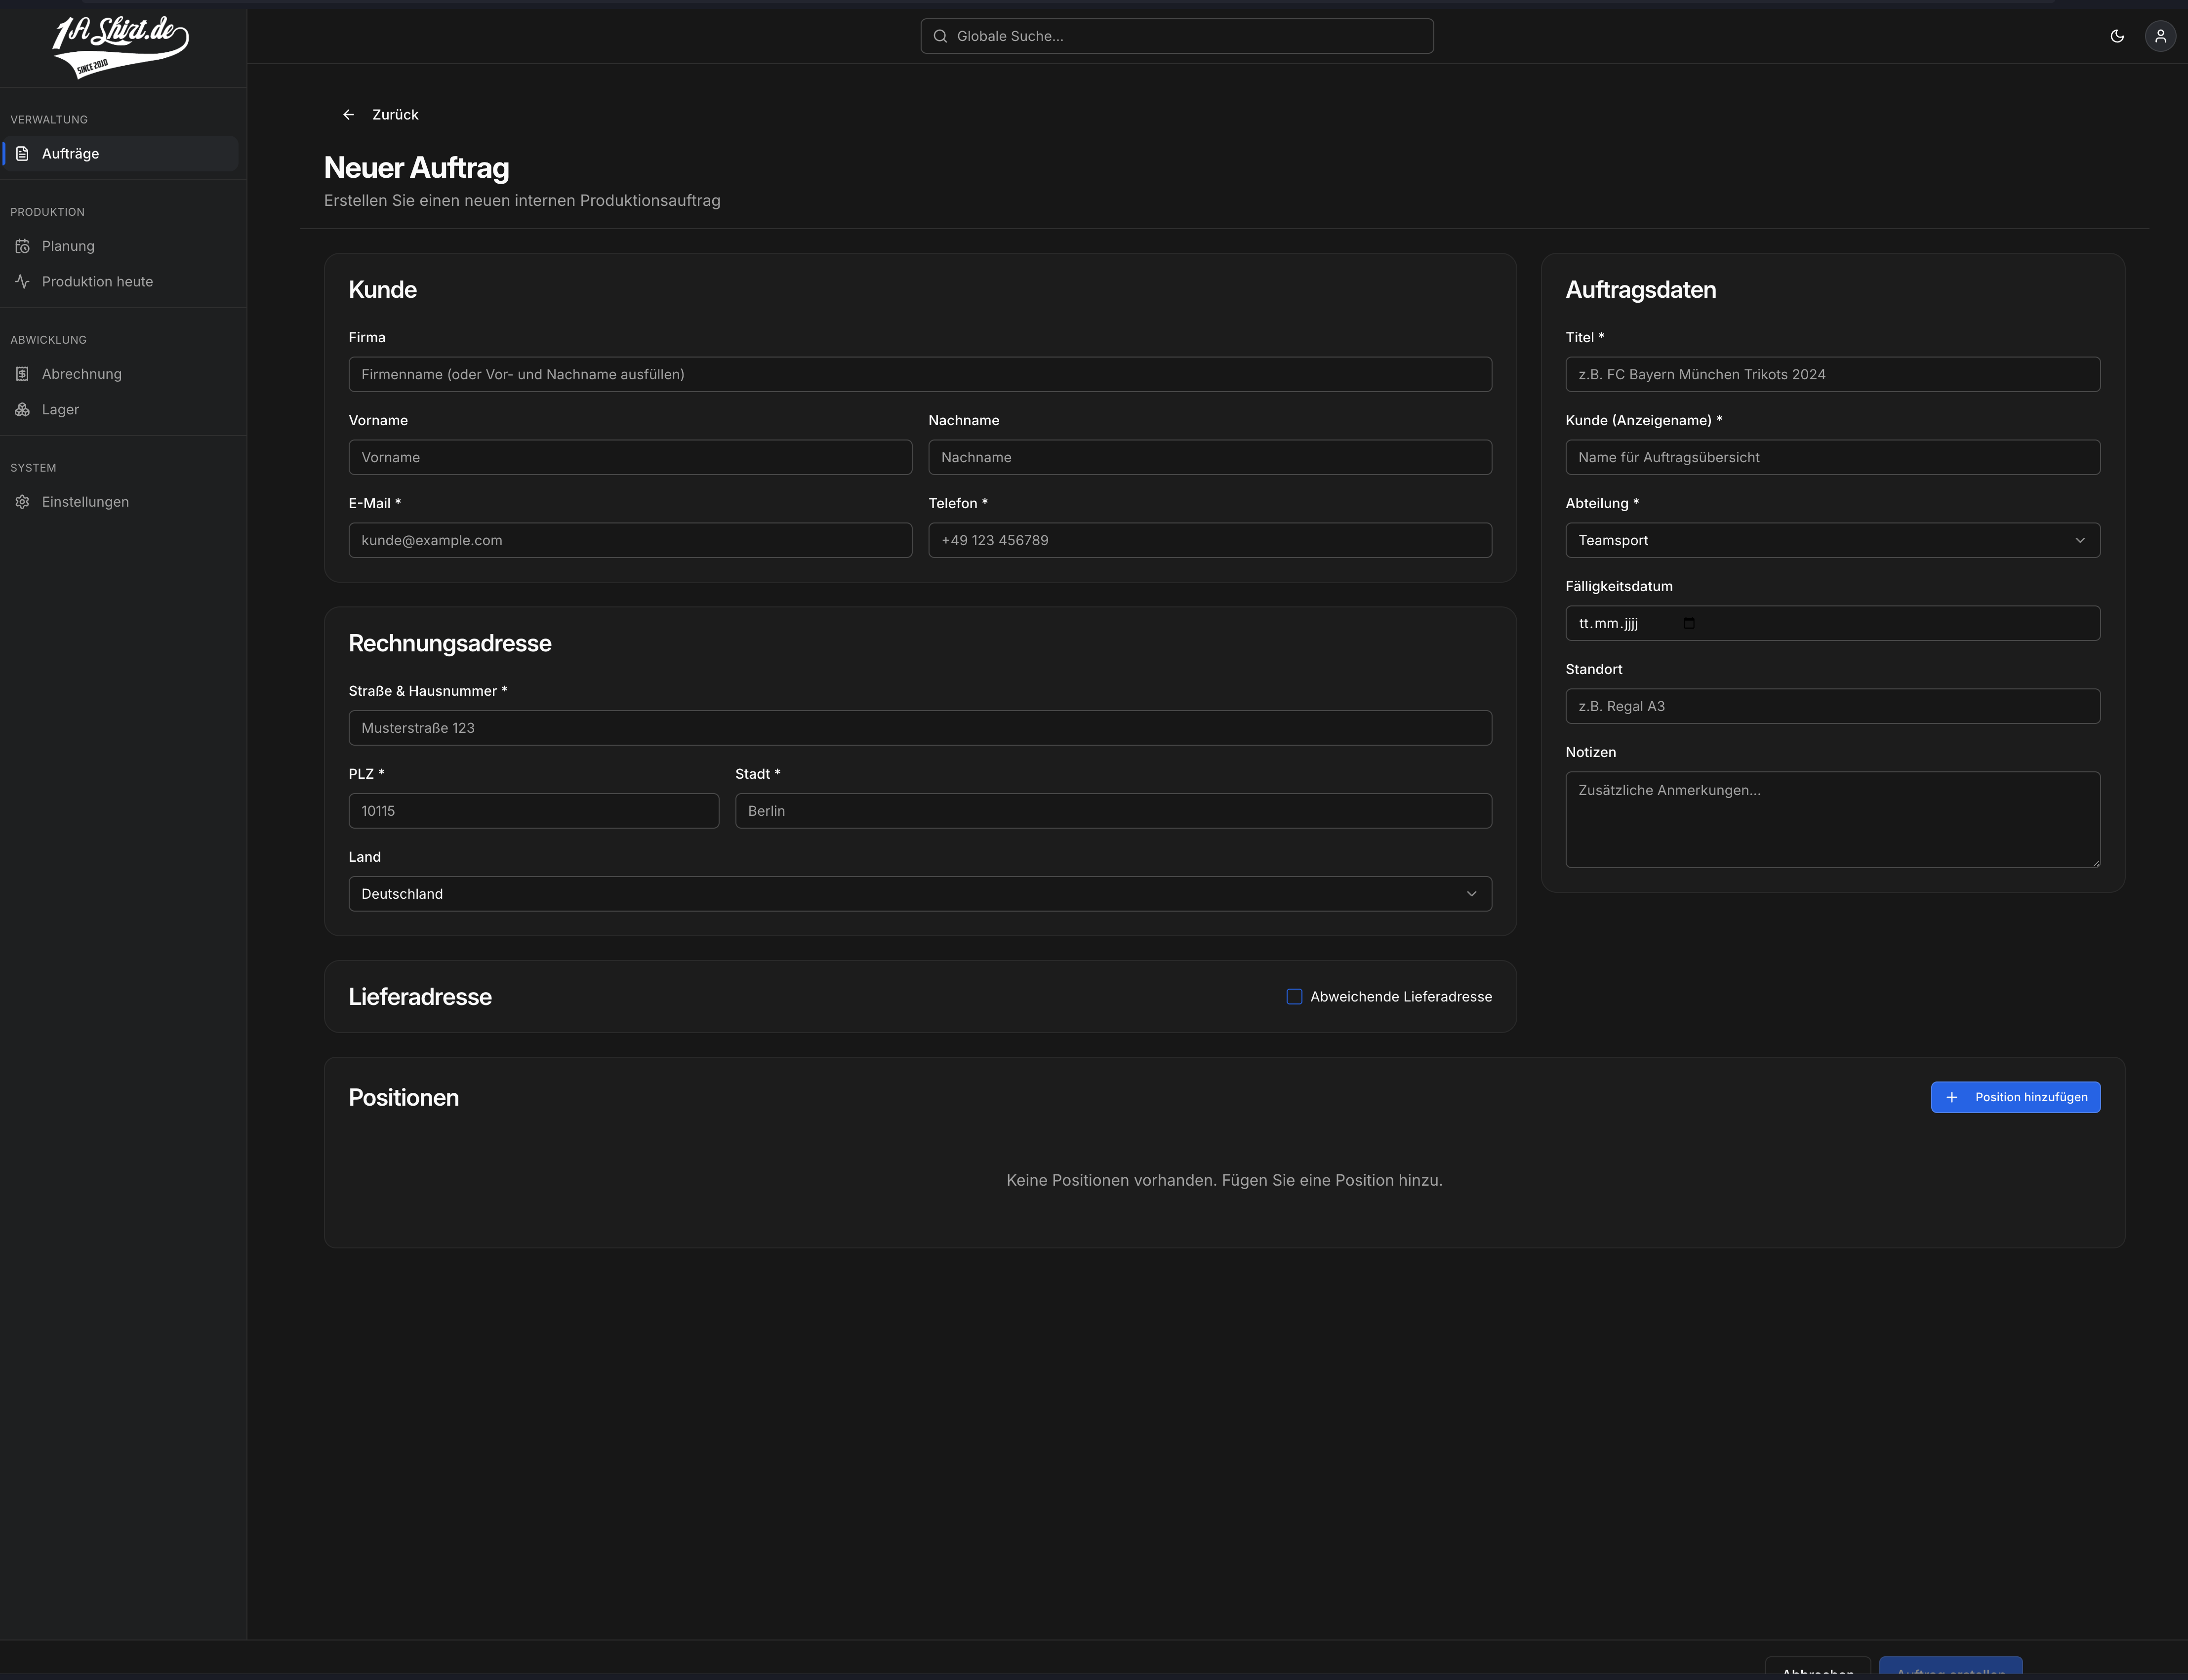 1A Shirt.de
SINCE 2010
Globale Suche...
VERWALTUNG
Aufträge
PRODUKTION
Planung
Produktion heute
ABWICKLUNG
Abrechnung
Lager
SYSTEM
Einstellungen
Zurück
Neuer Auftrag
Erstellen Sie einen neuen internen Produktionsauftrag
Kunde
Firma
Firmenname (oder Vor- und Nachname ausfüllen)
Vorname Nachname
Vorname Nachname
E-Mail * Telefon *
kunde@example.com +49 123 456789
Rechnungsadresse
Straße & Hausnummer *
Musterstraße 123
PLZ * Stadt *
10115 Berlin
Land
Deutschland
Lieferadresse
Abweichende Lieferadresse
Auftragsdaten
Titel *
z.B. FC Bayern München Trikots 2024
Kunde (Anzeigename) *
Name für Auftragsübersicht
Abteilung *
Teamsport
Fälligkeitsdatum
tt.mm.jjjj
Standort
z.B. Regal A3
Notizen
Zusätzliche Anmerkungen...
Positionen
Position hinzufügen
Keine Positionen vorhanden. Fügen Sie eine Position hinzu.
Abbrechen Auftrag erstellen